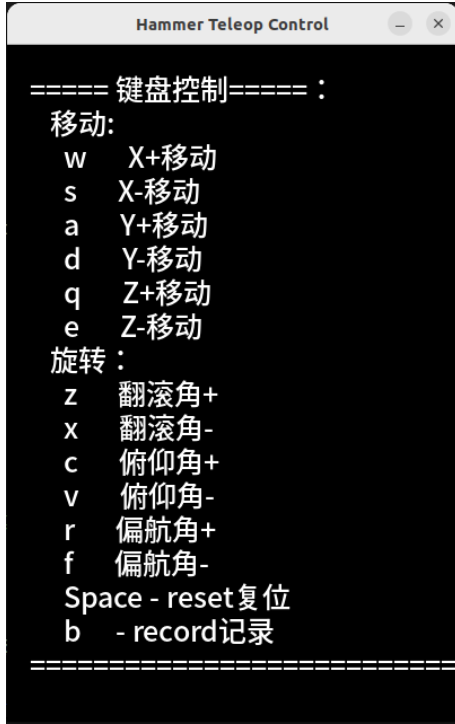 Hammer Teleop Control
===== 键盘控制=====：
移动:
w X+移动
s X-移动
a Y+移动
d Y-移动
q Z+移动
e Z-移动
旋转：
z 翻滚角+
x 翻滚角-
c 俯仰角+
v 俯仰角-
r 偏航角+
f 偏航角-
Space - reset复位
b - record记录
===========================